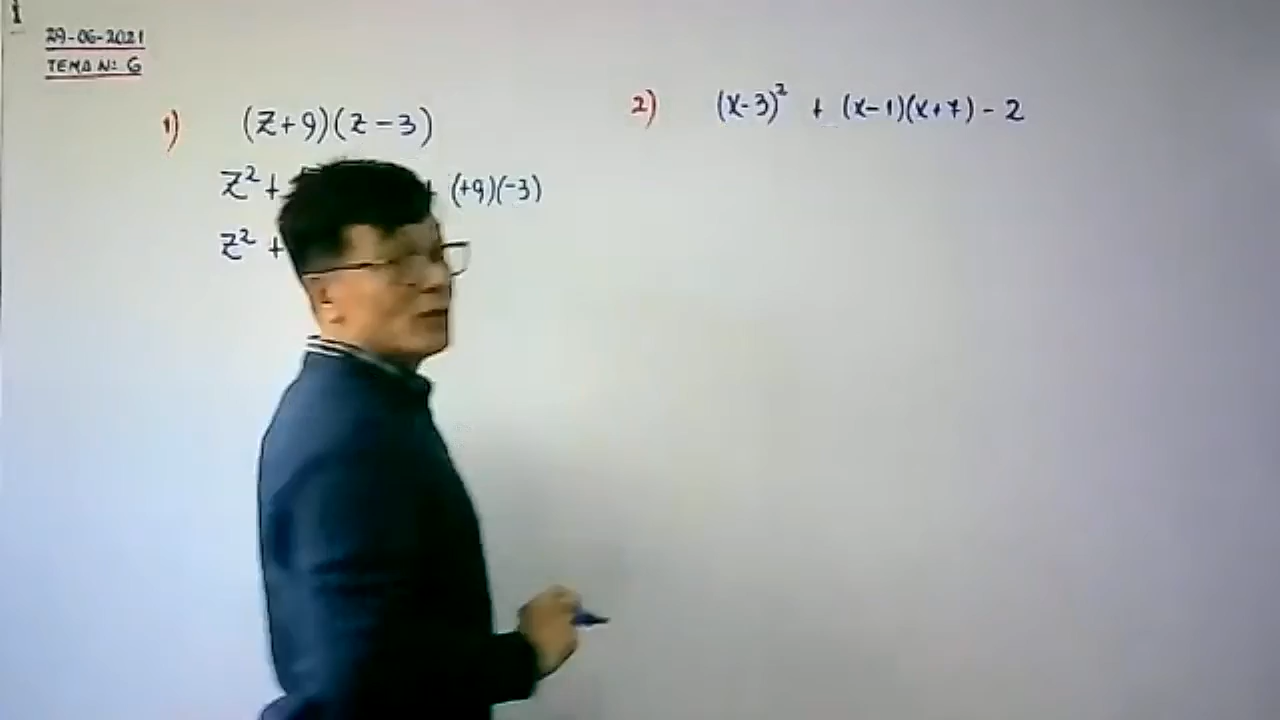 29-06-2021
TEMA N: 6
1) (z+9)(z-3)
z² + + (+9)(-3)
z² +
2) (x-3)² + (x-1)(x+7) - 2